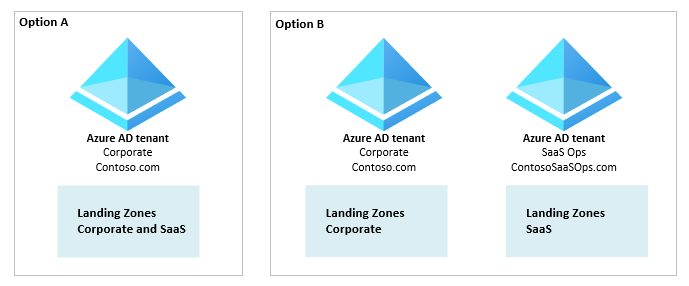 Option A
Azure AD tenant
Corporate
Contoso.com
Landing Zones
Corporate and SaaS
Option B
Azure AD tenant
Corporate
Contoso.com
Landing Zones
Corporate
Azure AD tenant
SaaS Ops
ContosoSaaSOps.com
Landing Zones
SaaS